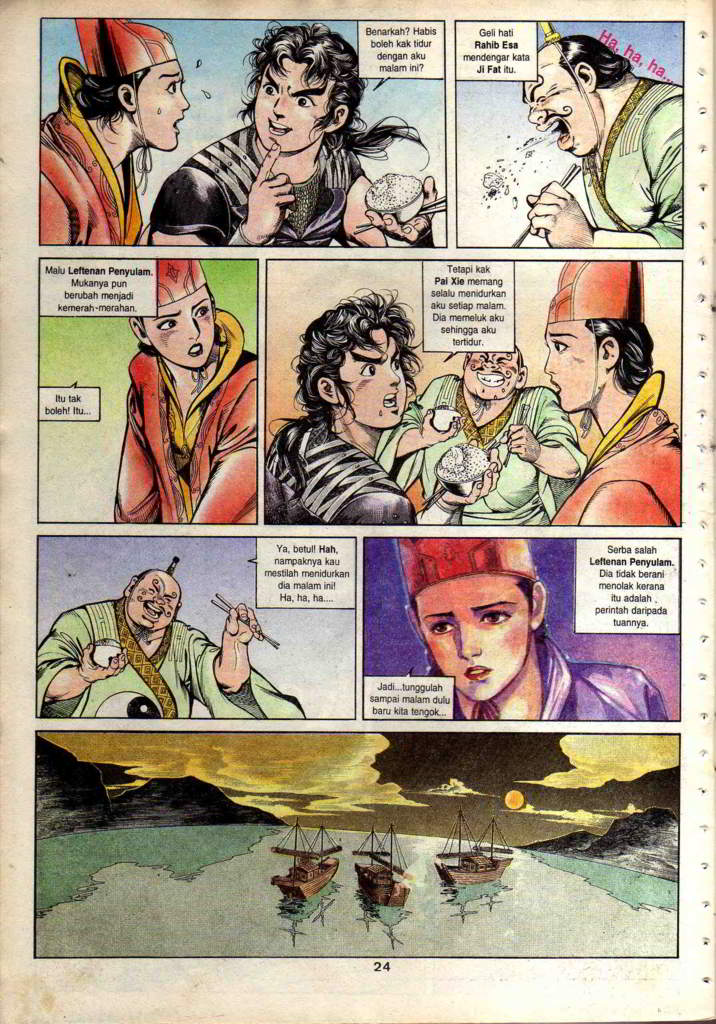 Benarkah? Habis
boleh kak tidur
dengan aku
malam ini?
Geli hati
Rahib Esa
mendengar kata
Ji Fat itu.
Ha, ha, ha...
Malu Leftenan Penyulam.
Mukanya pun
berubah menjadi
kemerah-merahan.
Itu tak
boleh! Itu...
Tetapi kak
Pai Xie memang
selalu menidurkan
aku setiap malam.
Dia memeluk aku
sehingga aku
tertidur.
Ya, betul! Hah,
nampaknya kau
mestilah menidurkan
dia malam ini!
Ha, ha, ha....
Serba salah
Leftenan Penyulam.
Dia tidak berani
menolak kerana
itu adalah
perintah daripada
tuannya.
Jadi...tunggulah
sampai malam dulu
baru kita tengok...
24